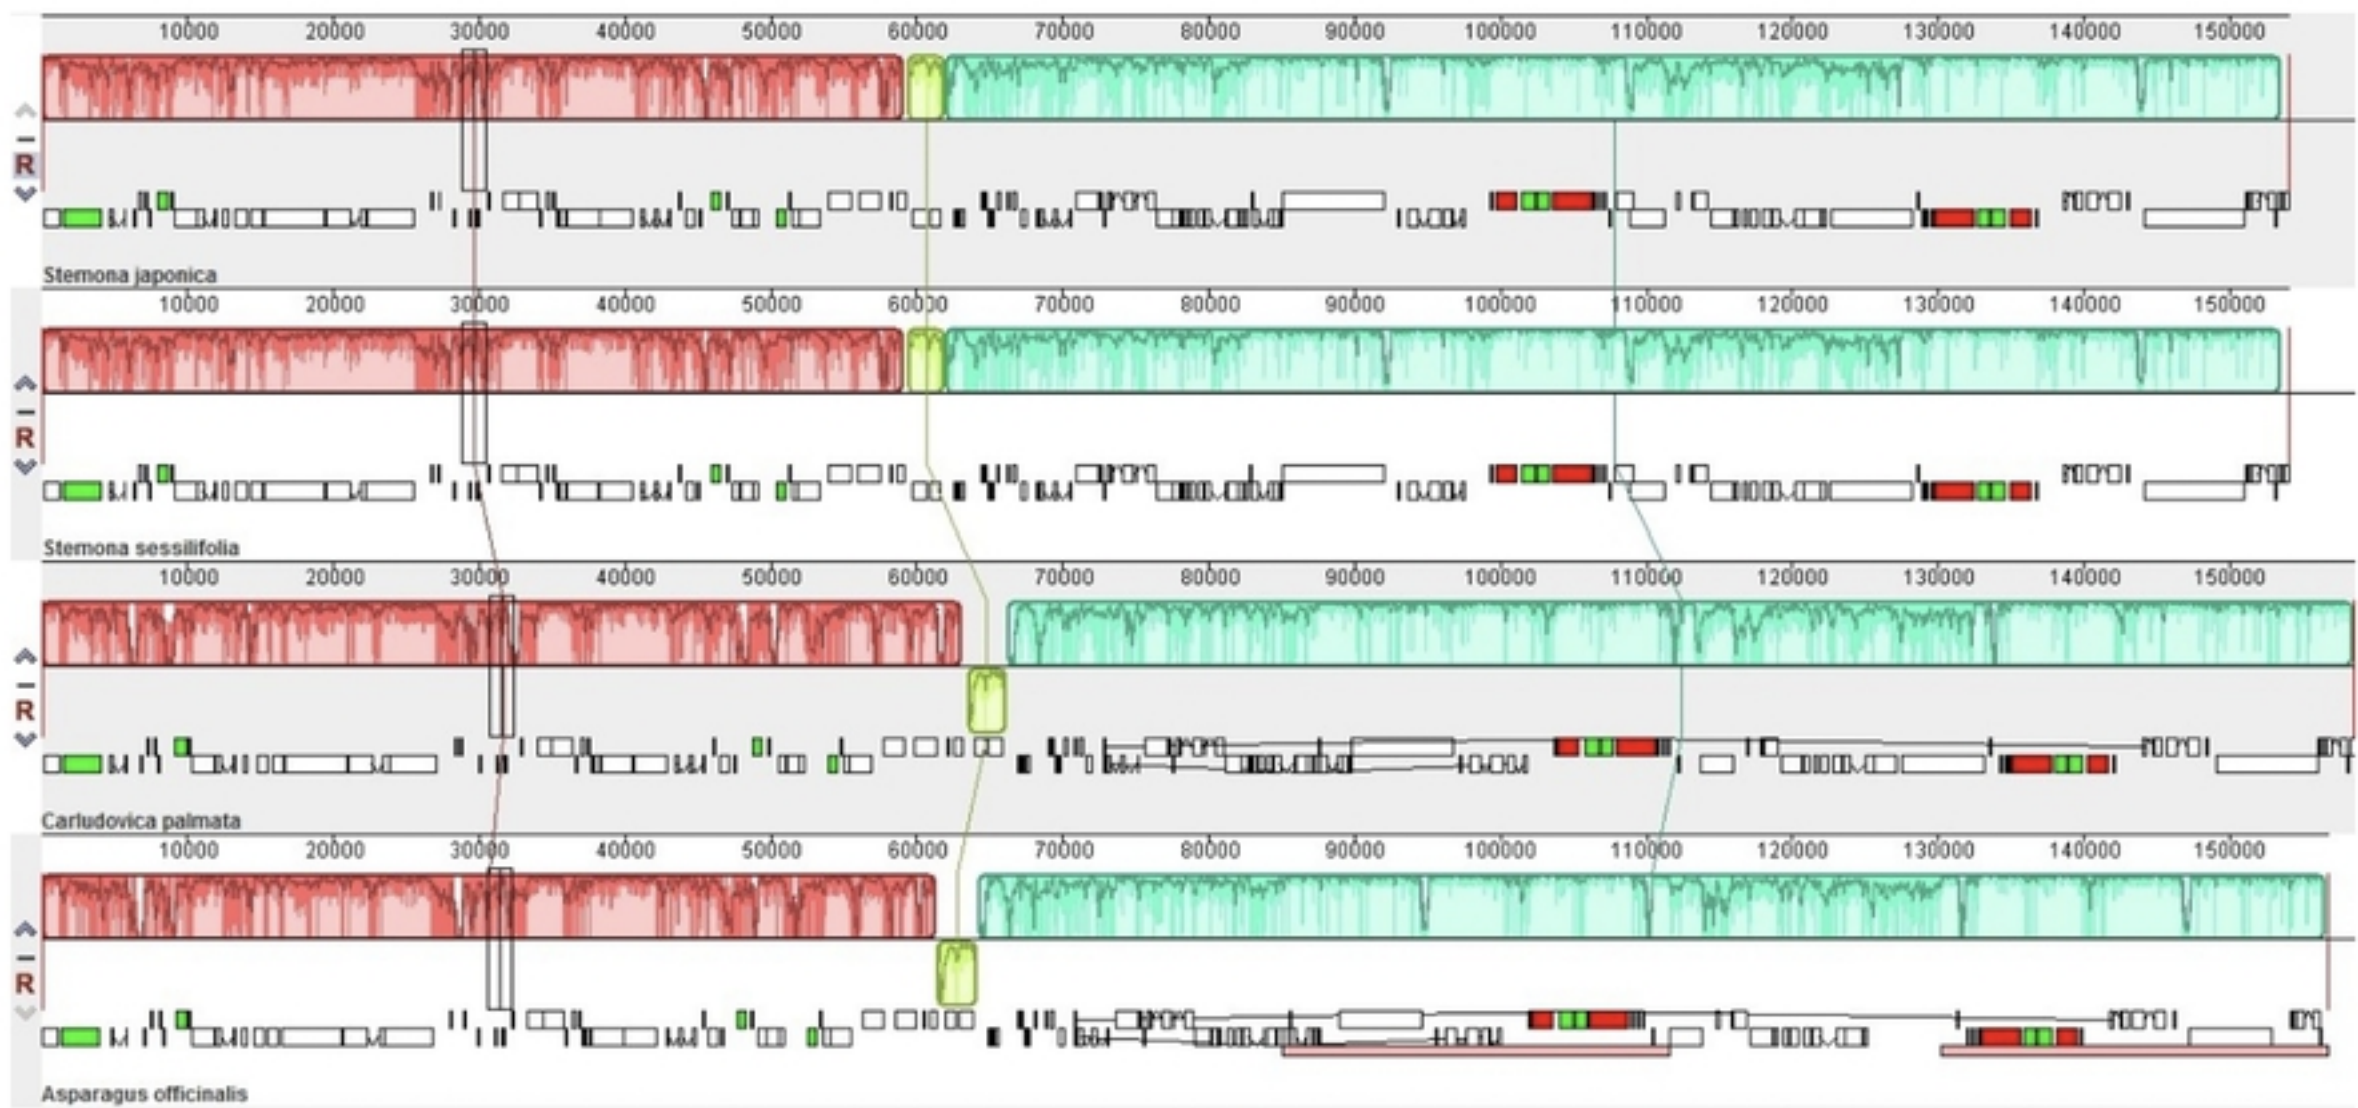 10000 20000 30000 40000 50000 60000 70000 80000 90000 100000 110000 120000 130000 140000 150000
R
Stemona japonica
10000 20000 30000 40000 50000 60000 70000 80000 90000 100000 110000 120000 130000 140000 150000
R
Stemona sessilifolia
10000 20000 30000 40000 50000 60000 70000 80000 90000 100000 110000 120000 130000 140000 150000
R
Carludovica palmata
10000 20000 30000 40000 50000 60000 70000 80000 90000 100000 110000 120000 130000 140000 150000
R
Asparagus officinalis